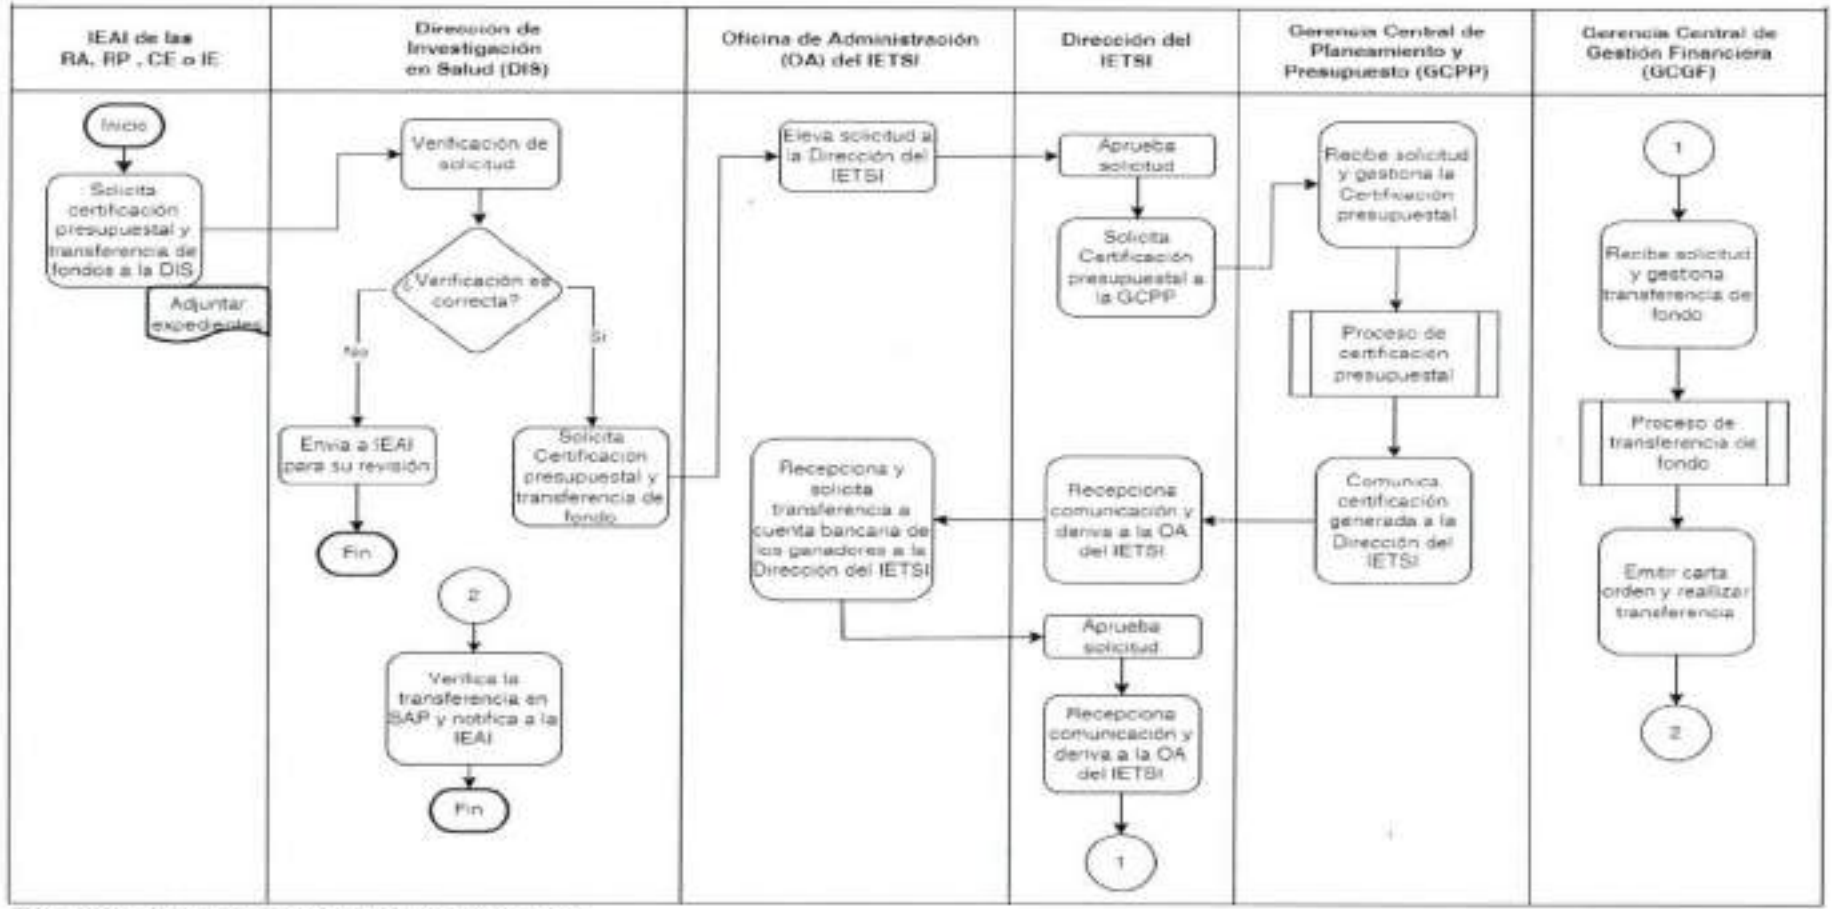 IEAI de las
RA, RP , CE o IE
Dirección de
Investigación
en Salud (DIS)
Oficina de Administración
(OA) del IETSI
Dirección del
IETSI
Gerencia Central de
Planeamiento y
Presupuesto (GCPP)
Gerencia Central de
Gestión Financiera
(GCGF)
Inicio
Solicita
certificación
presupuestal y
transferencia de
fondos a la DIS
Adjuntar
expedientes
Verificación de
solicitud
¿Verificación es
correcta?
No
Si
Envia a IEAI
para su revisión
Fin
Solicita
Certificación
presupuestal y
transferencia de
fondo
2
Verifica la
transferencia en
SAP y notifica a la
IEAI
Fin
Eleva solicitud a
la Dirección del
IETSI
Recepciona y
solicita
transferencia a
cuenta bancaria de
los ganadores a la
Dirección del IETSI
Aprueba
solicitud
Solicita
Certificación
presupuestal a
la GCPP
Recepciona
comunicación y
deriva a la OA
del IETSI
Aprueba
solicitud
Recepciona
comunicación y
deriva a la OA
del IETSI
1
Recibe solicitud
y gestiona la
Certificación
presupuestal
Proceso de
certificación
presupuestal
Comunica
certificación
generada a la
Dirección del
IETSI
1
Recibe solicitud
y gestiona
transferencia de
fondo
Proceso de
transferencia de
fondo
Emitir carta
orden y reallizar
transferencia
2